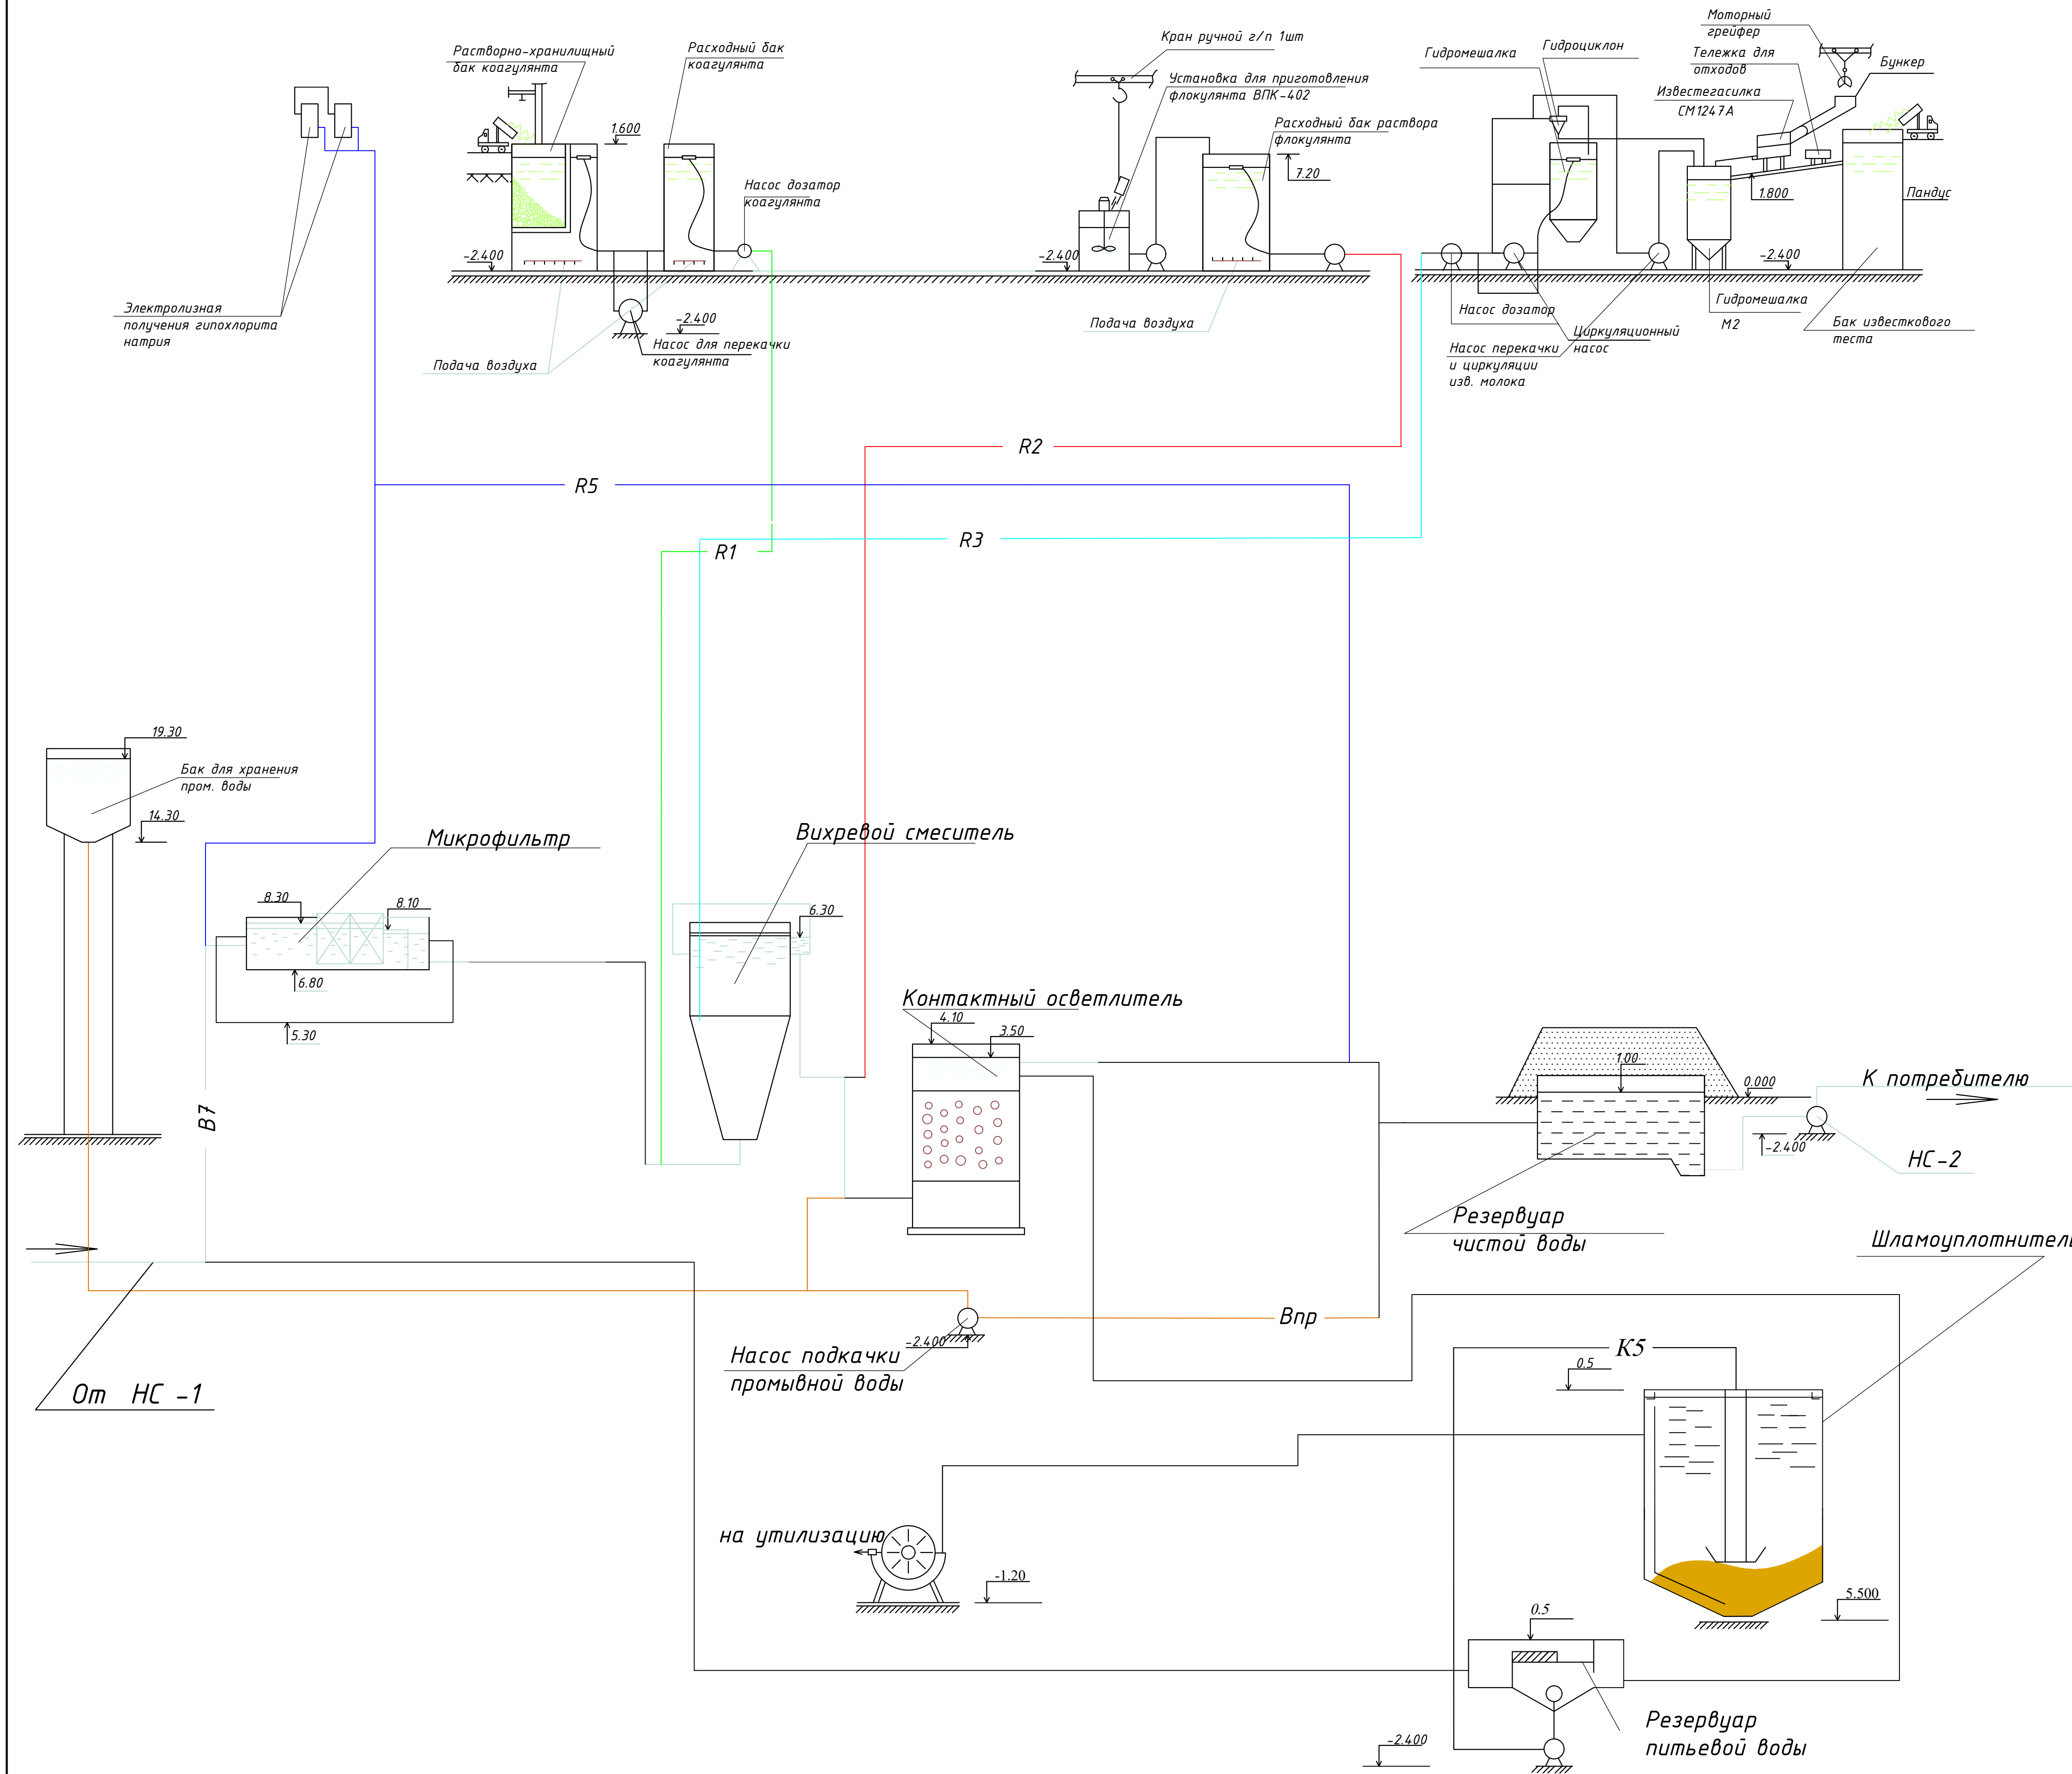 Моторный
грейфер
Кран ручной г/п 1шт
Растворно-хранилищный
бак коагулянта
Расходный бак
коагулянта
Гидромешалка
Гидроциклон
Тележка для
отходов
Бункер
Установка для приготовления
флокулянта ВПК-402
Известегасилка
СМ1247А
1.600
Расходный бак раствора
флокулянта
7.20
Насос дозатор
коагулянта
1.800
Пандус
-2.400
-2.400
-2.400
Электролизная
получения гипохлорита
натрия
-2.400
Насос для перекачки
коагулянта
Подача воздуха
Подача воздуха
Насос дозатор
Гидромешалка
М2
Циркуляционный
насос
Насос перекачки
и циркуляции
изв. молока
Бак известкового
теста
R2
R5
R3
R1
19.30
Бак для хранения
пром. воды
14.30
Микрофильтр
Вихревой смеситель
8.30
8.10
6.30
6.80
5.30
Контактный осветлитель
4.10
3.50
1.00
0.000
К потребителю
В7
-2.400
НС-2
Резервуар
чистой воды
Шламоуплотнитель
Впр
-2.400
Насос подкачки
промывной воды
К5
0.5
От НС -1
на утилизацию
-1.20
5.500
0.5
Резервуар
питьевой воды
-2.400